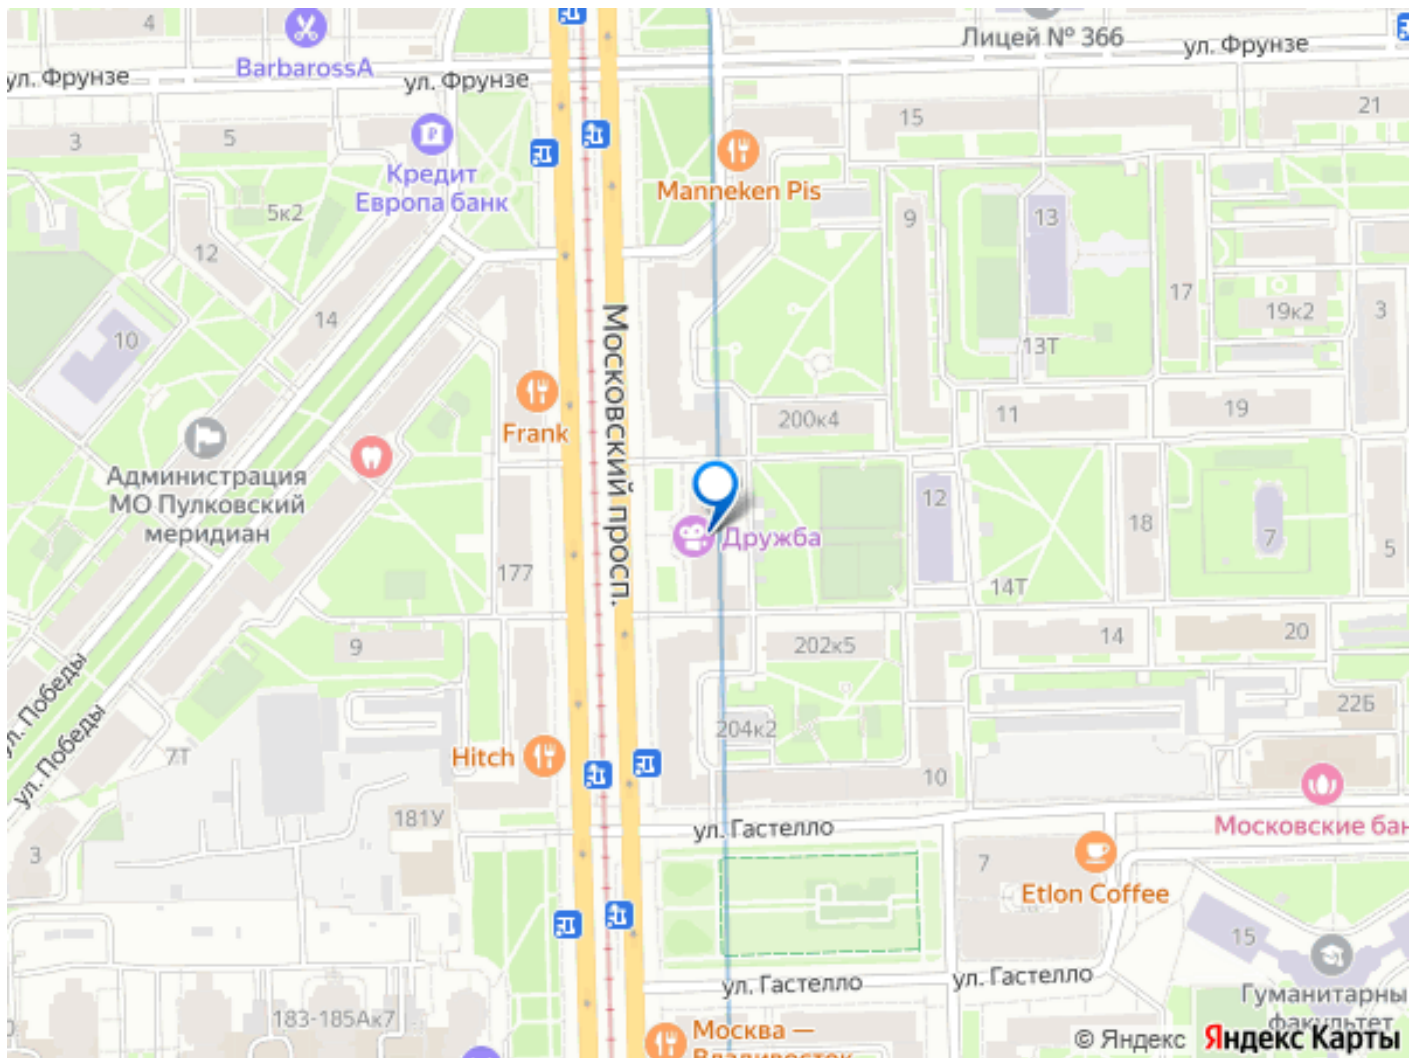 4
BarbarossA
ул. Фрунзе
ул. Фрунзе
Лицей № 366
ул. Фрунзе
3
5
Кредит
Европа банк
Manneken Pis
15
21
5к2
12
9
13
17
14
10
19к2
3
13Т
Московский просп.
Frank
200к4
11
19
Администрация
МО Пулковский
меридиан
12
18
7
5
Дружба
177
14Т
9
202к5
14
20
ул. Победы
ул. Победы
7Т
Hitch
204к2
10
22Б
181У
ул. Гастелло
Московские бан
3
7
Etlon Coffee
15
ул. Гастелло
ул. Гастелло
Гуманитарны
факультет
183-185Ак7
Москва —
Владивосток
© Яндекс Яндекс Карты